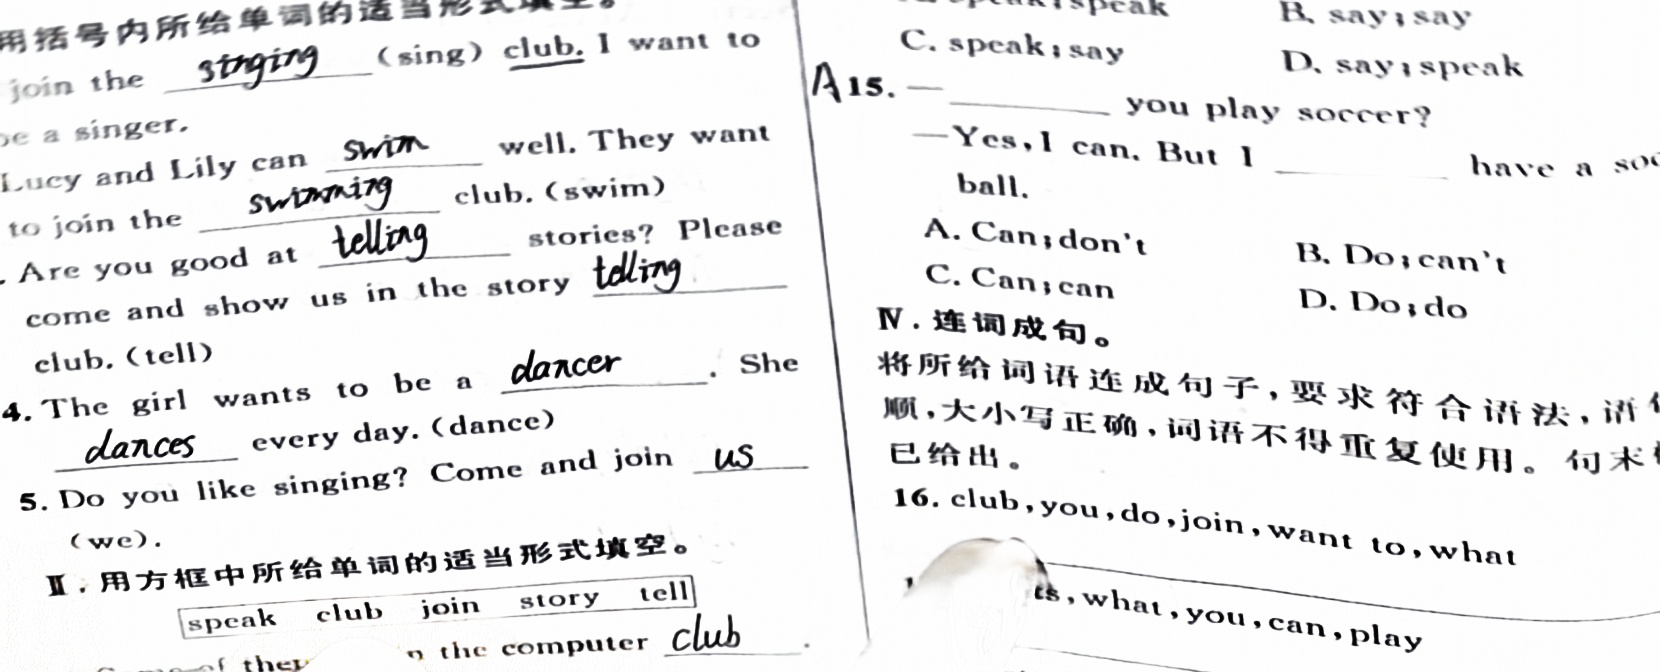 用括号内所给单词的适当形式填空。
join the singing (sing) club. I want to
be a singer.
Lucy and Lily can swim well. They want
to join the swimming club. (swim)
. Are you good at telling stories? Please
come and show us in the story telling
club. (tell)
4. The girl wants to be a dancer. She
dances every day. (dance)
5. Do you like singing? Come and join us
(we).
Ⅱ. 用方框中所给单词的适当形式填空。
speak club join story tell
the computer club.
speak; speak B. say; say
C. speak; say D. say; speak
A 15. — ______ you play soccer?
—Yes, I can. But I ______ have a
ball.
A. Can; don't B. Do; can't
C. Can; can D. Do; do
Ⅳ. 连词成句。
将所给词语连成句子,要求符合语法,语
顺,大小写正确,词语不得重复使用。句末
已给出。
16. club, you, do, join, want to, what
, what, you, can, play